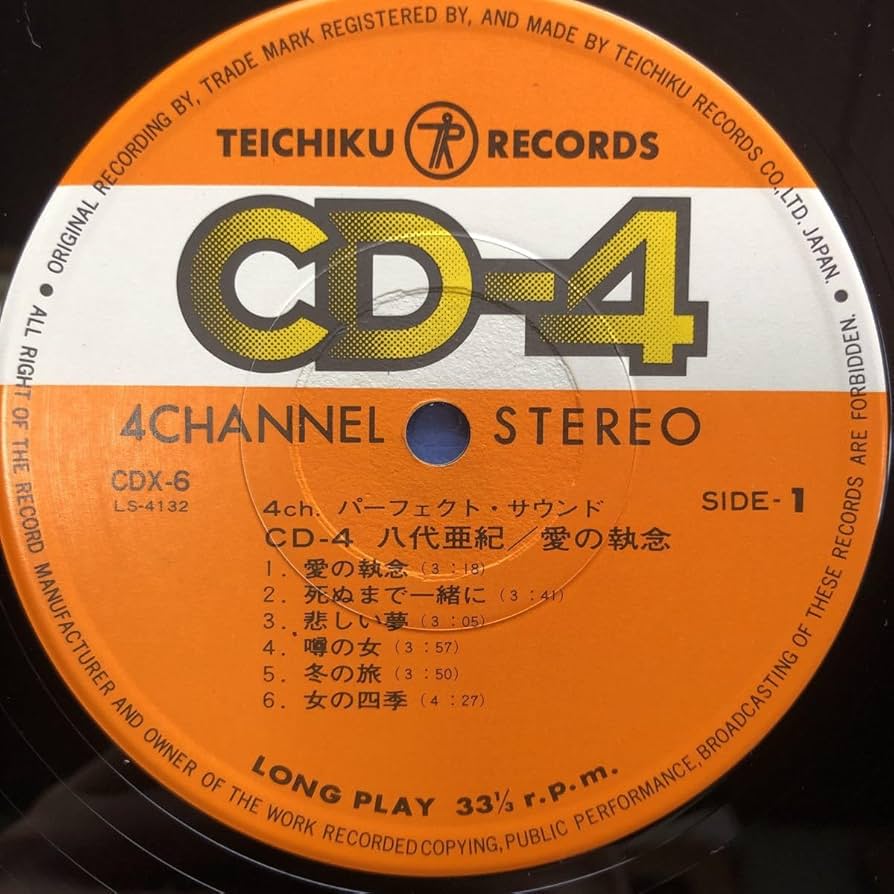 ORIGINAL RECORDING BY, TRADE MARK REGISTERED BY, AND MADE BY TEICHIKU RECORDS CO., LTD. JAPAN.
TEICHIKU RECORDS
CD-4
4CHANNEL STEREO
CDX-6
LS-4132
SIDE-1
4ch. パーフェクト・サウンド
CD-4 八代亜紀/愛の執念
1. 愛の執念 (3:18)
2. 死ぬまで一緒に (3:41)
3. 悲しい夢 (3:05)
4. 噂の女 (3:57)
5. 冬の旅 (3:50)
6. 女の四季 (4:27)
LONG PLAY 33⅓ r.p.m.
ALL RIGHT OF THE RECORD MANUFACTURER AND OWNER OF THE WORK RECORDED COPYING, PUBLIC PERFORMANCE, BROADCASTING OF THESE RECORDS ARE FORBIDDEN.